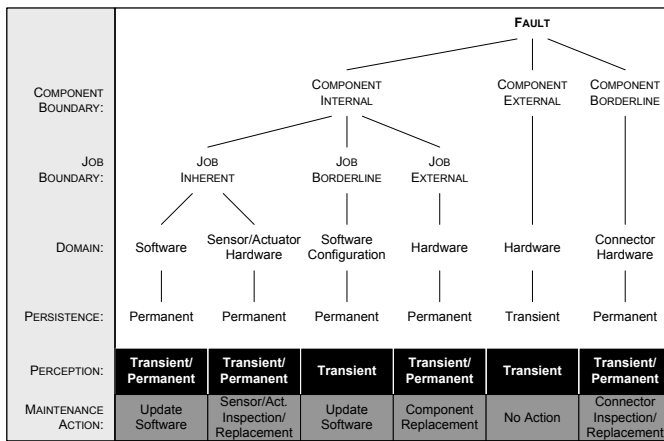 FAULT
COMPONENT BOUNDARY:
COMPONENT INTERNAL
COMPONENT EXTERNAL
COMPONENT BORDERLINE
JOB BOUNDARY:
JOB INHERENT
JOB BORDERLINE
JOB EXTERNAL
DOMAIN:
Software
Sensor/Actuator Hardware
Software Configuration
Hardware
Hardware
Connector Hardware
PERSISTENCE:
Permanent
Permanent
Permanent
Permanent
Transient
Permanent
PERCEPTION:
Transient/ Permanent
Transient/ Permanent
Transient
Transient/ Permanent
Transient
Transient/ Permanent
MAINTENANCE ACTION:
Update Software
Sensor/Act. Inspection/ Replacement
Update Software
Component Replacement
No Action
Connector Inspection/ Replacement